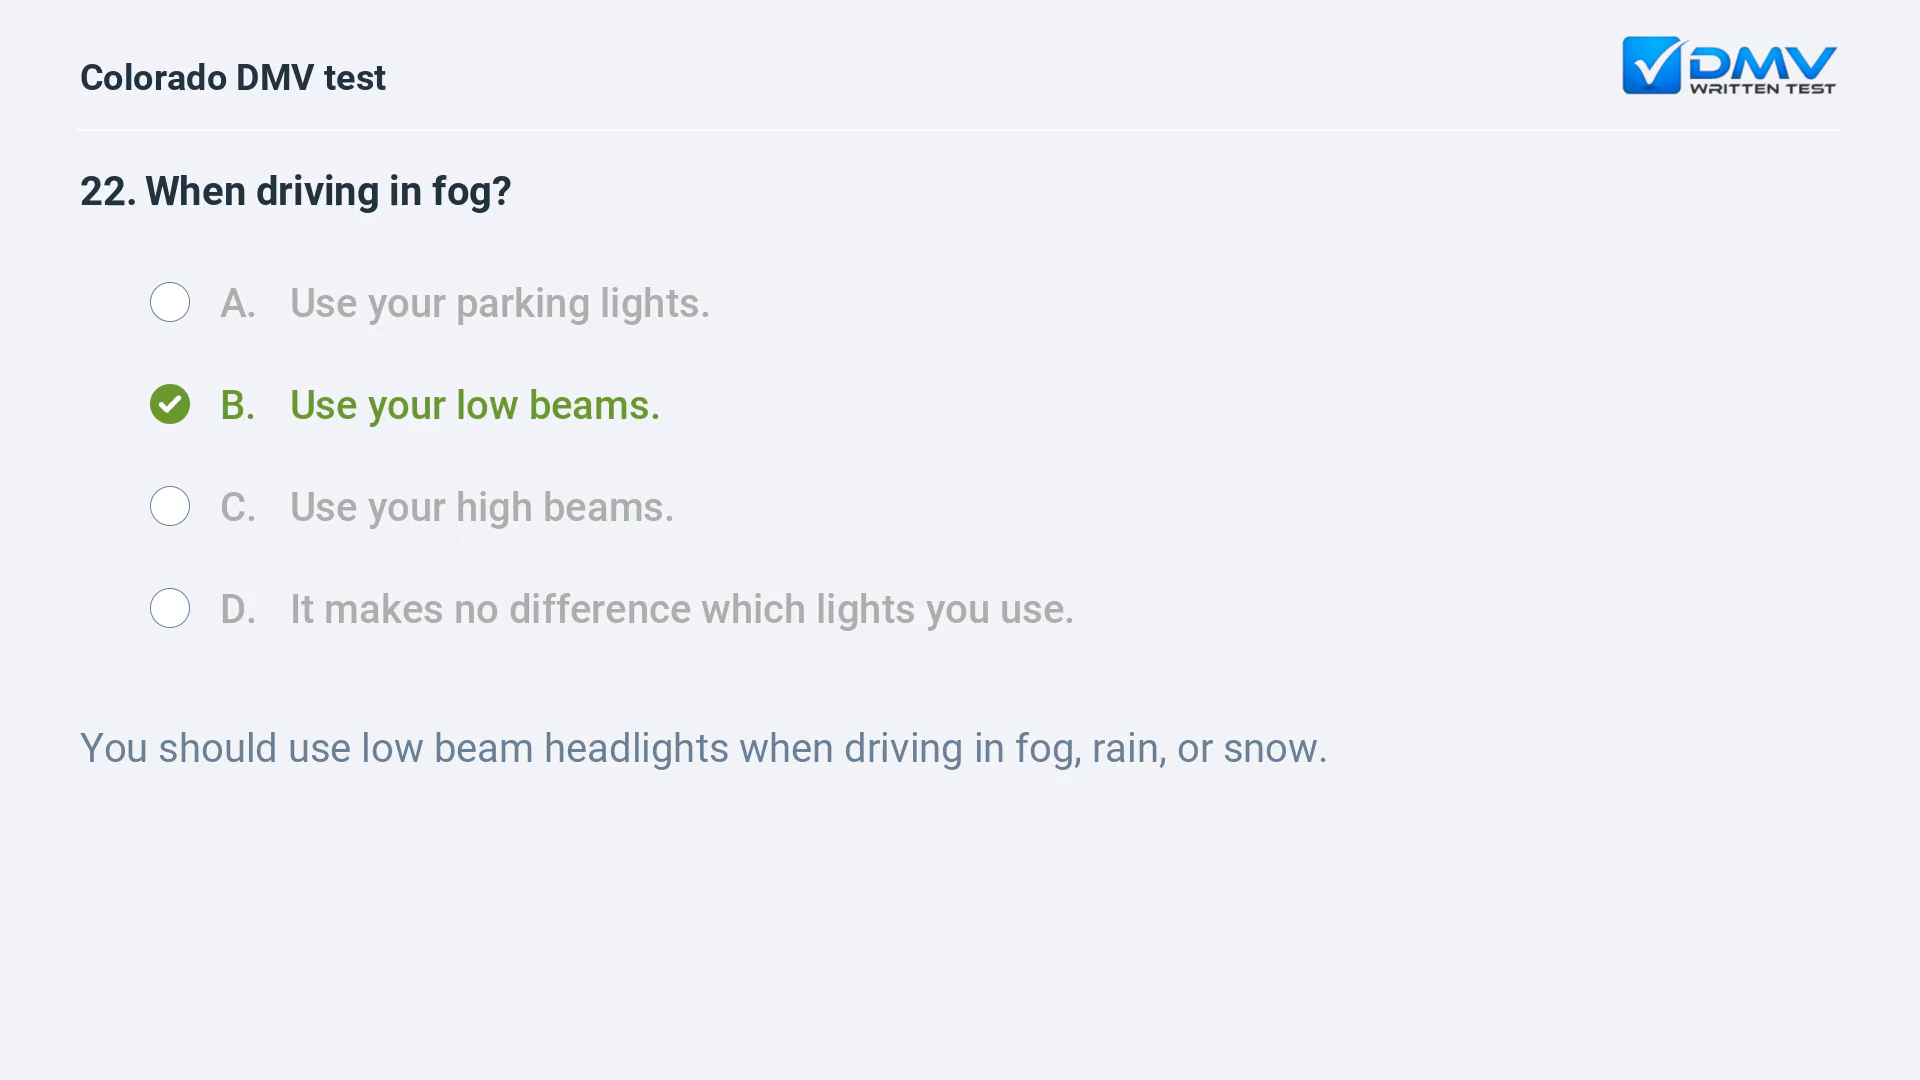 Colorado DMV test
DMV
WRITTEN TEST
22. When driving in fog?
A. Use your parking lights.
B. Use your low beams.
C. Use your high beams.
D. It makes no difference which lights you use.
You should use low beam headlights when driving in fog, rain, or snow.